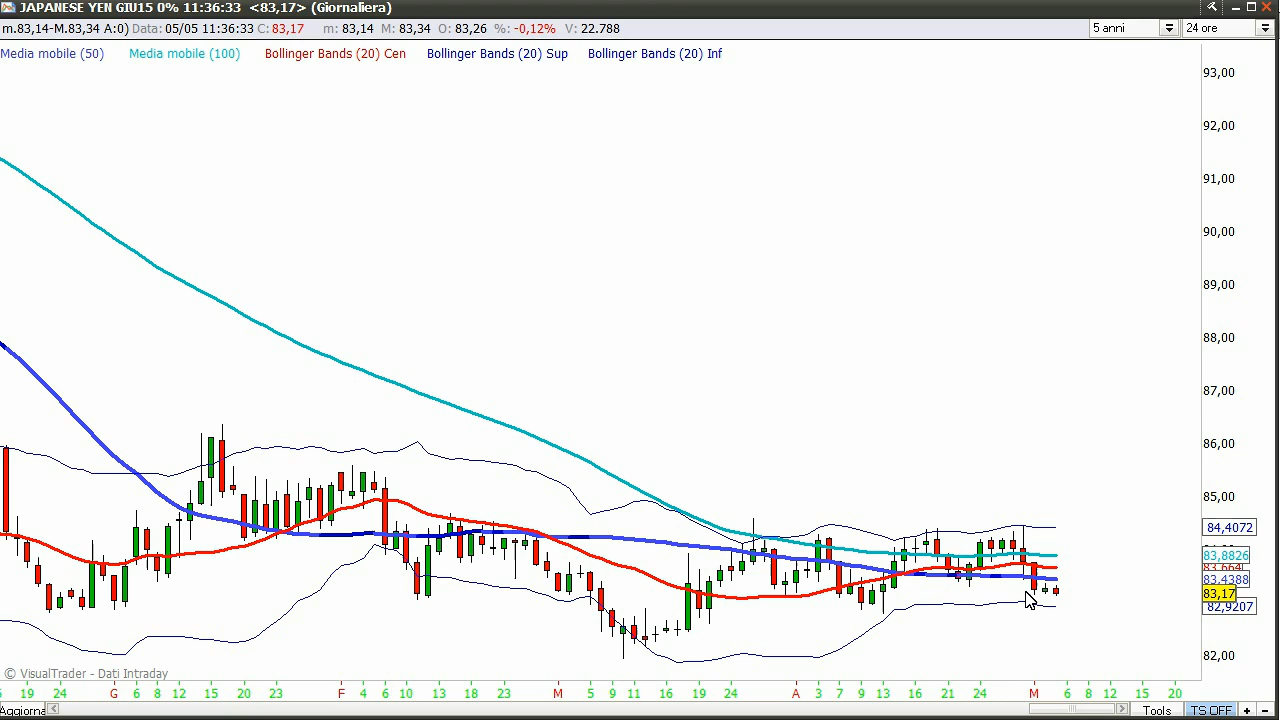 JAPANESE YEN GIU15 0% 11:36:33 <83,17> (Giornaliera)
m.83,14-M.83,34 A:0) Data: 05/05 11:36:33 C: 83,17 m: 83,14 M: 83,34 O: 83,26 %: -0,12% V: 22.788 5 anni 24 ore
Media mobile (50) Media mobile (100) Bollinger Bands (20) Cen Bollinger Bands (20) Sup Bollinger Bands (20) Inf
93,00
92,00
91,00
90,00
89,00
88,00
87,00
86,00
85,00
84,4072
83,8826
83,4388
83,17
82,9207
82,00
© VisualTrader - Dati Intraday
19 24 G 6 8 12 15 20 23 F 4 6 10 13 18 23 M 5 9 11 16 19 24 A 3 7 9 13 16 21 24 M 6 8 12 15 20
Aggiorna Tools TS OFF + -